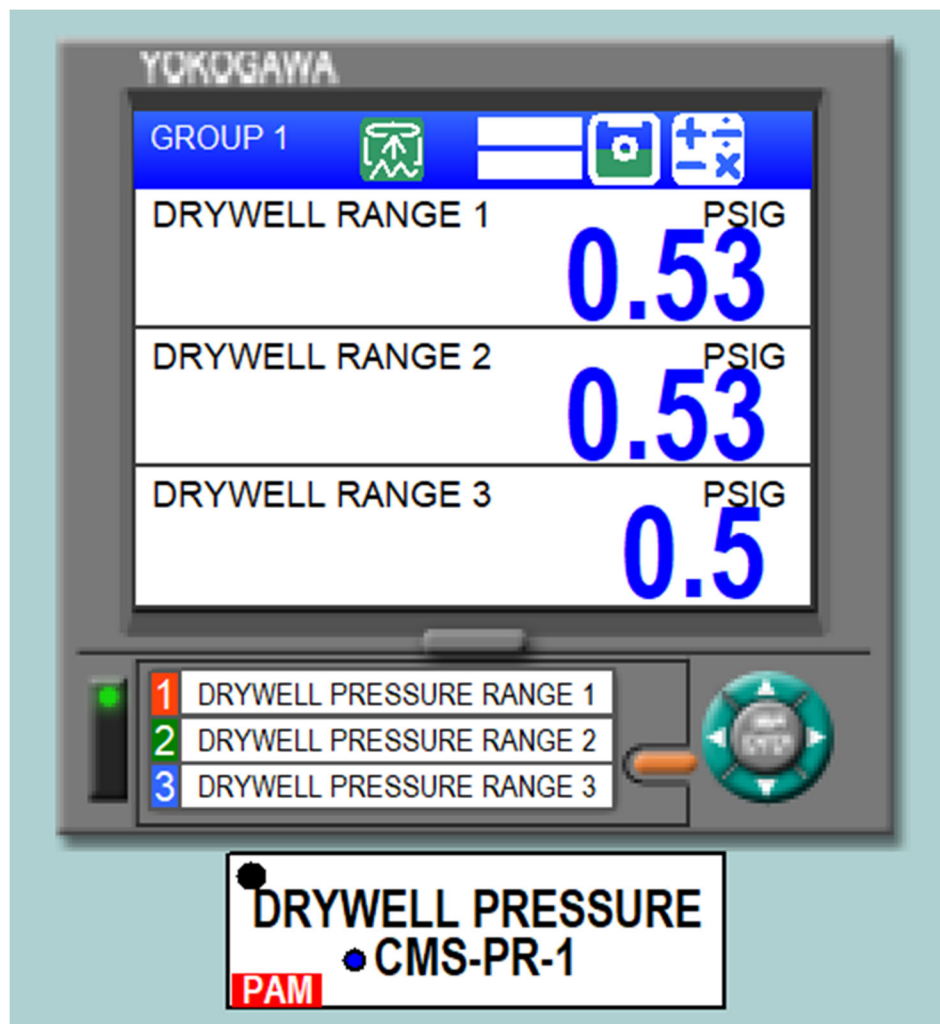 YOKOGAWA
GROUP 1
DRYWELL RANGE 1 PSIG
0.53
DRYWELL RANGE 2 PSIG
0.53
DRYWELL RANGE 3 PSIG
0.5
1 DRYWELL PRESSURE RANGE 1
2 DRYWELL PRESSURE RANGE 2
3 DRYWELL PRESSURE RANGE 3
DRYWELL PRESSURE
CMS-PR-1
PAM